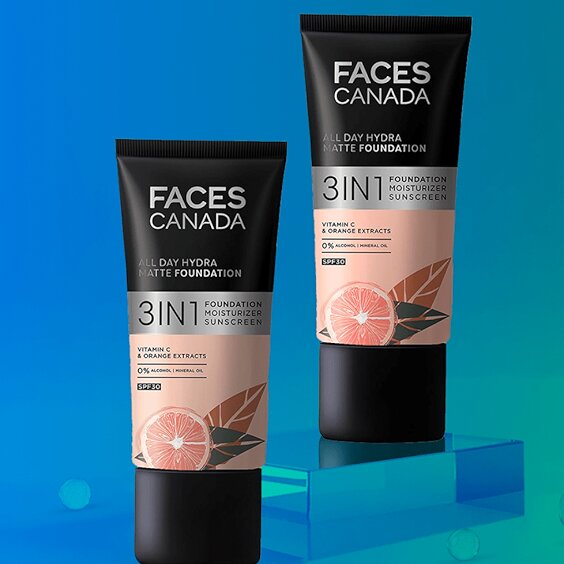 FACES
CANADA
ALL DAY HYDRA
MATTE FOUNDATION
3IN1
FOUNDATION
MOISTURIZER
SUNSCREEN
VITAMIN C
& ORANGE EXTRACTS
0% ALCOHOL | MINERAL OIL
SPF30
FACES
CANADA
ALL DAY HYDRA
MATTE FOUNDATION
3IN1
FOUNDATION
MOISTURIZER
SUNSCREEN
VITAMIN C
& ORANGE EXTRACTS
0% ALCOHOL | MINERAL OIL
SPF30